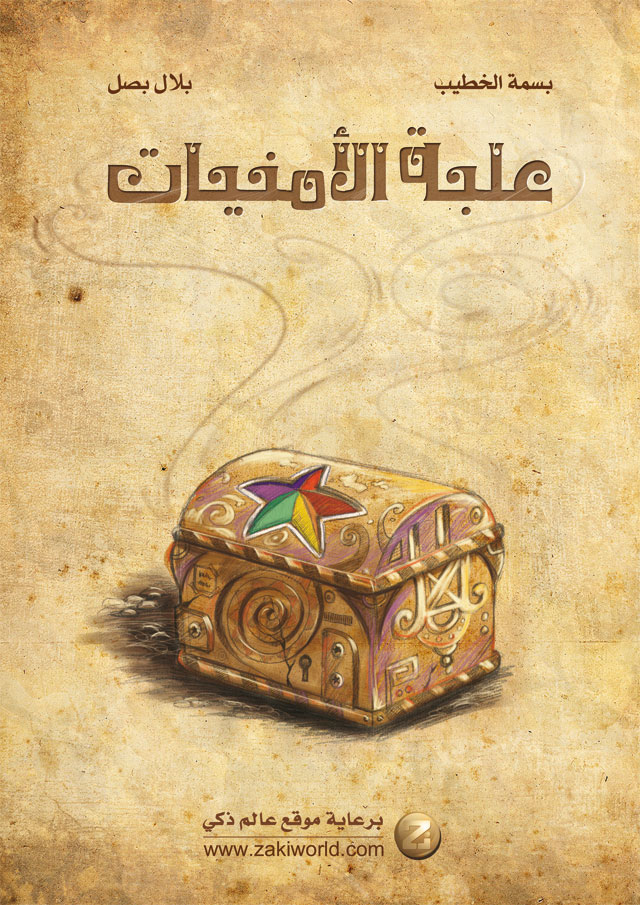 بسمة الخطيب
بلال بصل
علبة الأمنيات
برعاية موقع عالم ذكي
www.zakiworld.com